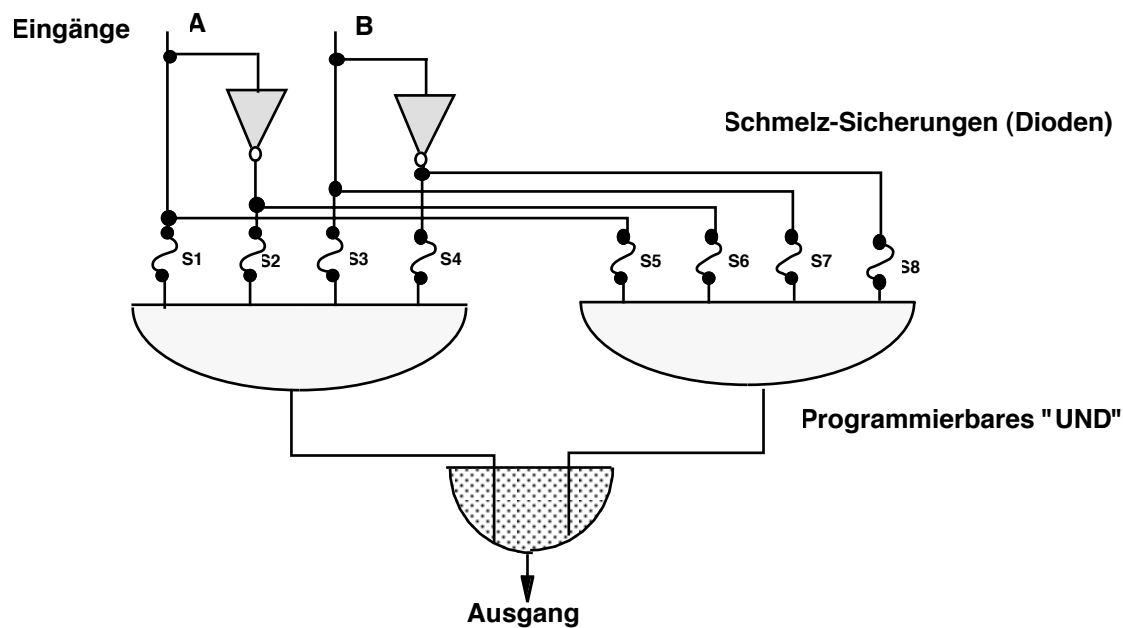 Eingänge
A
B
Schmelz-Sicherungen (Dioden)
S1
S2
S3
S4
S5
S6
S7
S8
Programmierbares "UND"
Ausgang